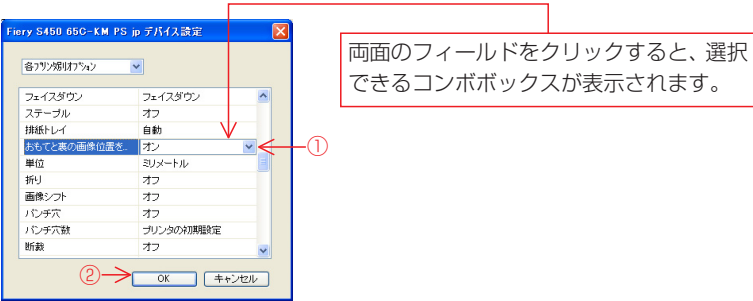 Fiery S450 65C-KM PS jp デバイス設定
各プリンタ別オプション
フェイスダウン フェイスダウン
ステープル オフ
排紙トレイ 自動
おもてと裏の画像位置を... オン
単位 ミリメートル
折り オフ
画像シフト オフ
パンチ穴 オフ
パンチ穴数 プリンタの初期設定
断裁 オフ
OK キャンセル
①
②
両面のフィールドをクリックすると、選択
できるコンボボックスが表示されます。